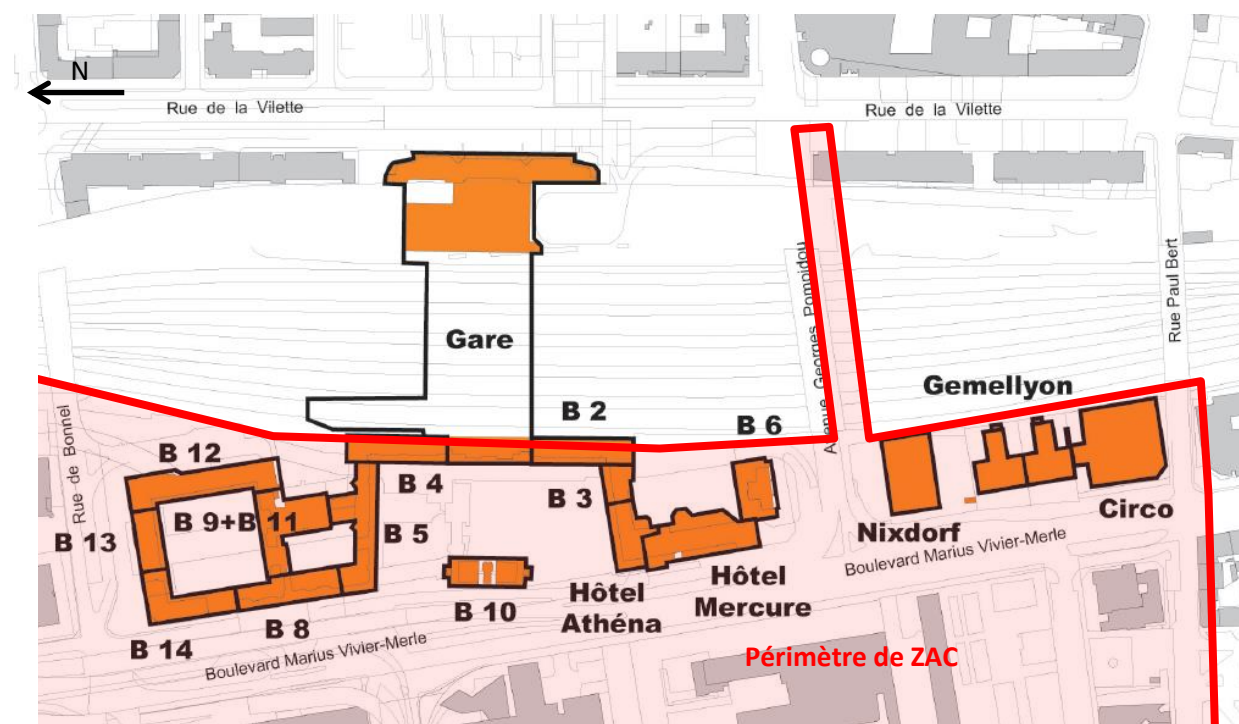 N
Rue de la Vilette
Rue de la Vilette
Avenue Georges Pompidou
Rue Paul Bert
Gare
Gemellyon
B 2
B 6
Rue de Bonnel
B 12
B 4
B 3
B 9+B 11
B 5
B 13
Circo
Nixdorf
Boulevard Marius Vivier-Merle
Hôtel
Athéna
Hôtel
Mercure
B 10
B 8
B 14
Boulevard Marius Vivier-Merle
Périmètre de ZAC